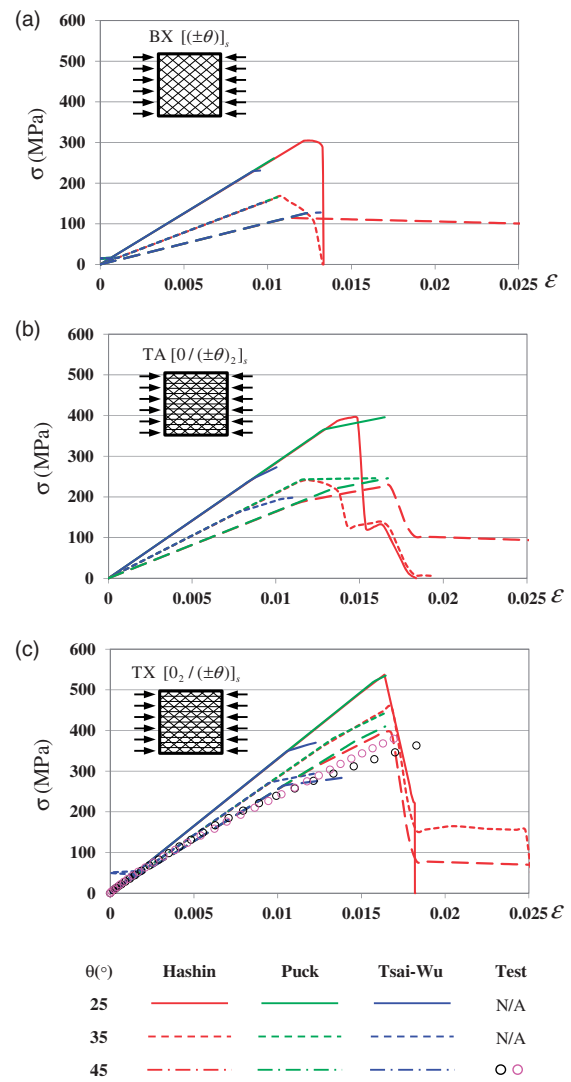 (a)
BX [(±θ)]s
600
500
400
300
200
100
0
σ (MPa)
0 0.005 0.01 0.015 0.02 0.025 ε
(b)
TA [0 / (±θ)2]s
600
500
400
300
200
100
0
σ (MPa)
0 0.005 0.01 0.015 0.02 0.025 ε
(c)
TX [02 / (±θ)]s
600
500
400
300
200
100
0
σ (MPa)
0 0.005 0.01 0.015 0.02 0.025 ε
θ(°) Hashin Puck Tsai-Wu Test
25 N/A
35 N/A
45